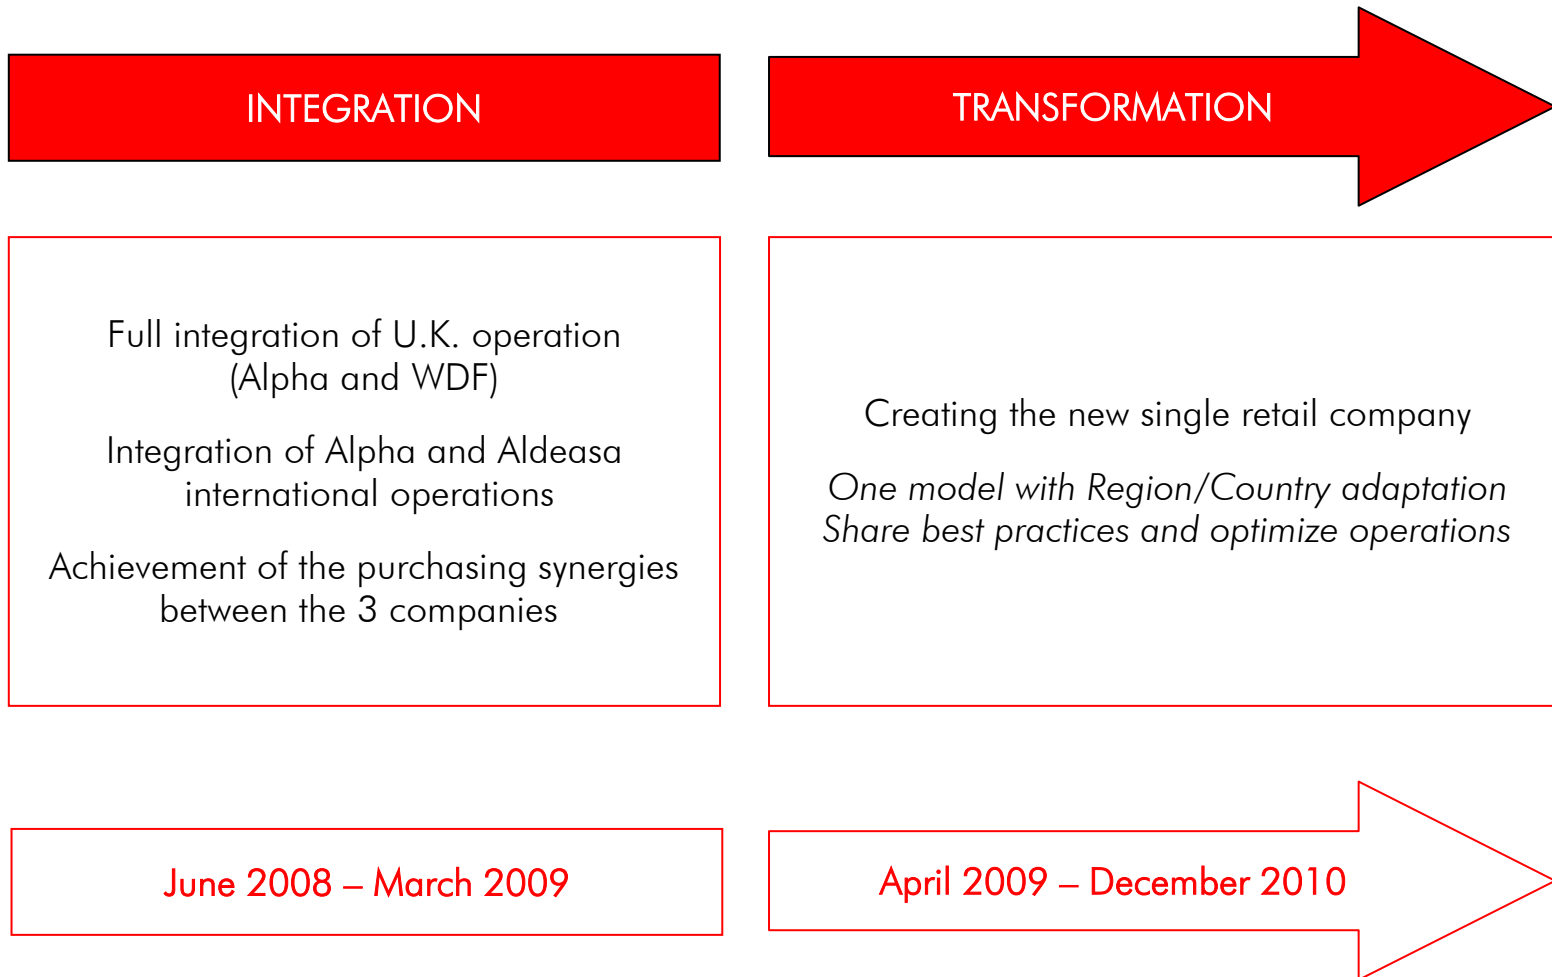 INTEGRATION
TRANSFORMATION
Full integration of U.K. operation
(Alpha and WDF)
Integration of Alpha and Aldeasa
international operations
Achievement of the purchasing synergies
between the 3 companies
Creating the new single retail company
One model with Region/Country adaptation
Share best practices and optimize operations
June 2008 – March 2009
April 2009 – December 2010